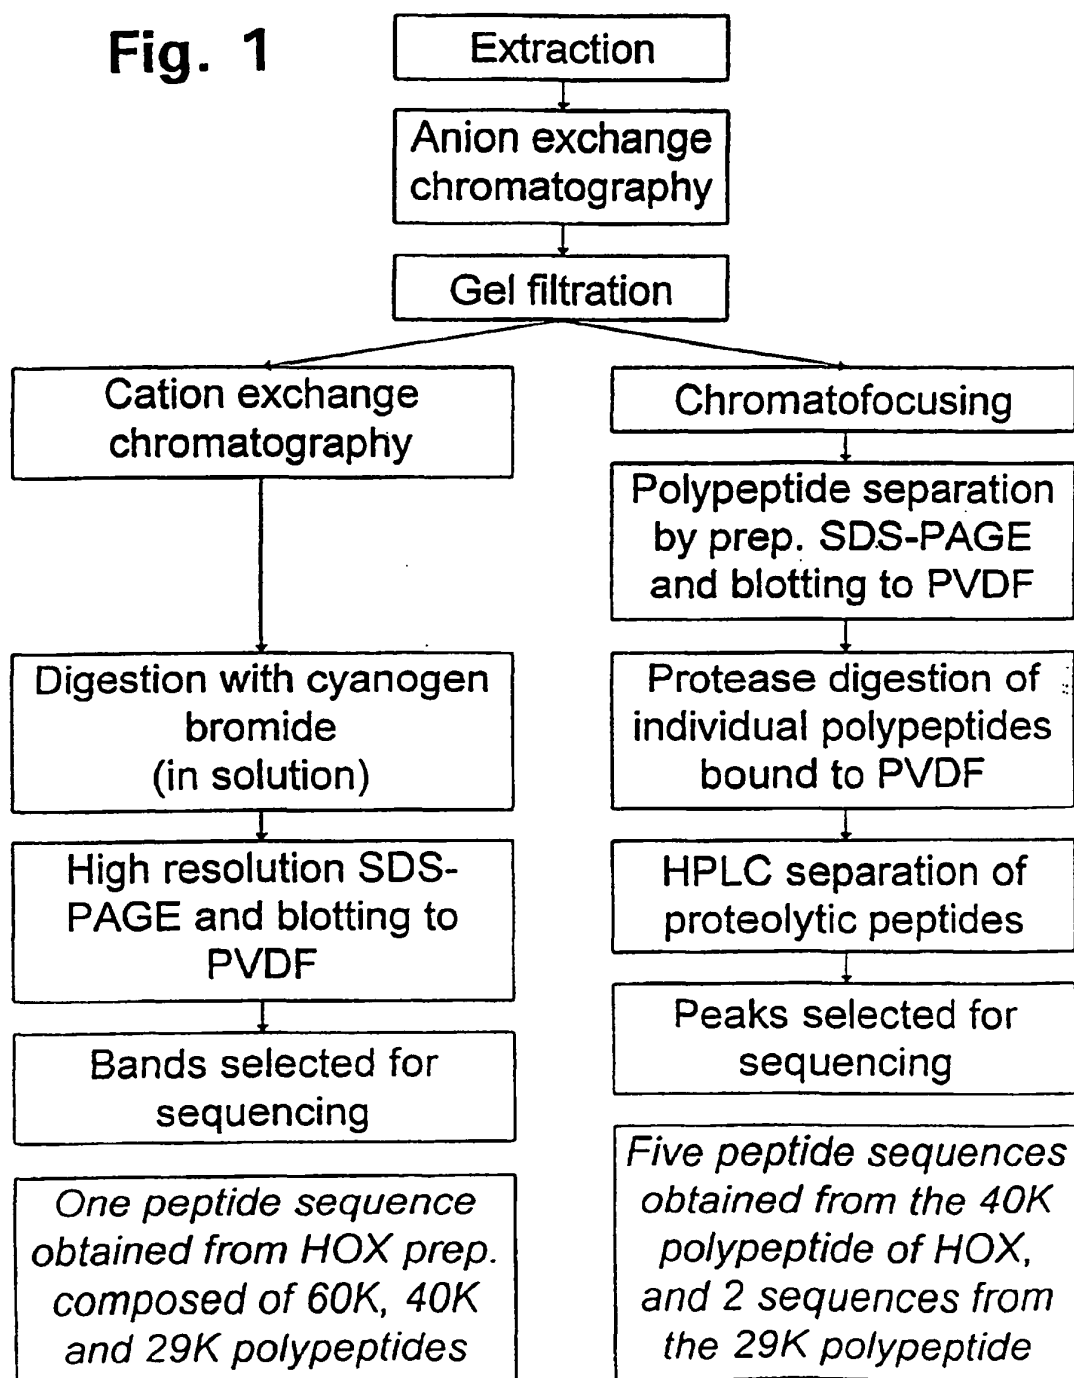 Fig. 1
Extraction
Anion exchange
chromatography
Gel filtration
Cation exchange
chromatography
Digestion with cyanogen
bromide
(in solution)
High resolution SDS-
PAGE and blotting to
PVDF
Bands selected for
sequencing
One peptide sequence
obtained from HOX prep.
composed of 60K, 40K
and 29K polypeptides
Chromatofocusing
Polypeptide separation
by prep. SDS-PAGE
and blotting to PVDF
Protease digestion of
individual polypeptides
bound to PVDF
HPLC separation of
proteolytic peptides
Peaks selected for
sequencing
Five peptide sequences
obtained from the 40K
polypeptide of HOX,
and 2 sequences from
the 29K polypeptide